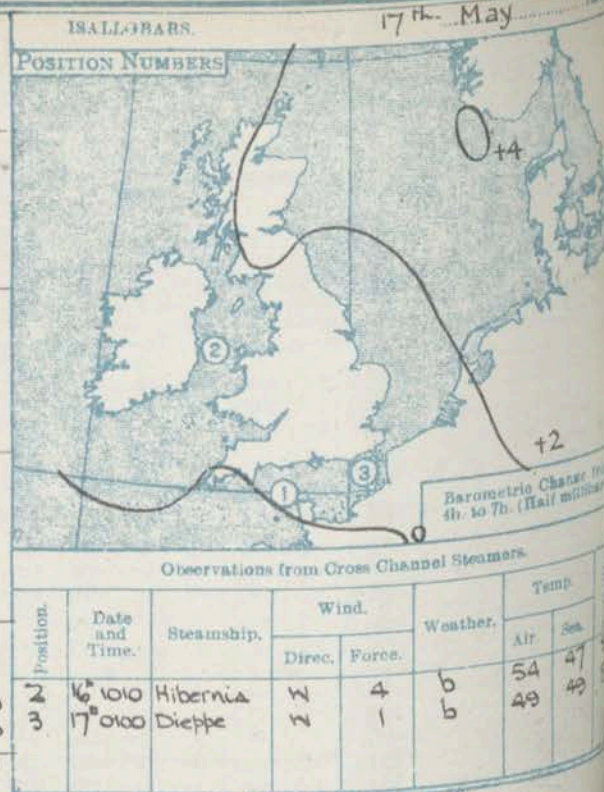 ISALLOBARS.
17th. May
POSITION NUMBERS
+4
2
+2
3
1
0
Barometric Change
4h. to 7h. (Half
Observations from Cross Channel Steamers.
Position. Date and Time. Steamship. Wind. Weather. Temp.
Direc. Force. Air Sea
2 16th 1010 Hibernia W 4 b 54 47
3 17th 0100 Dieppe W 1 b 49 49